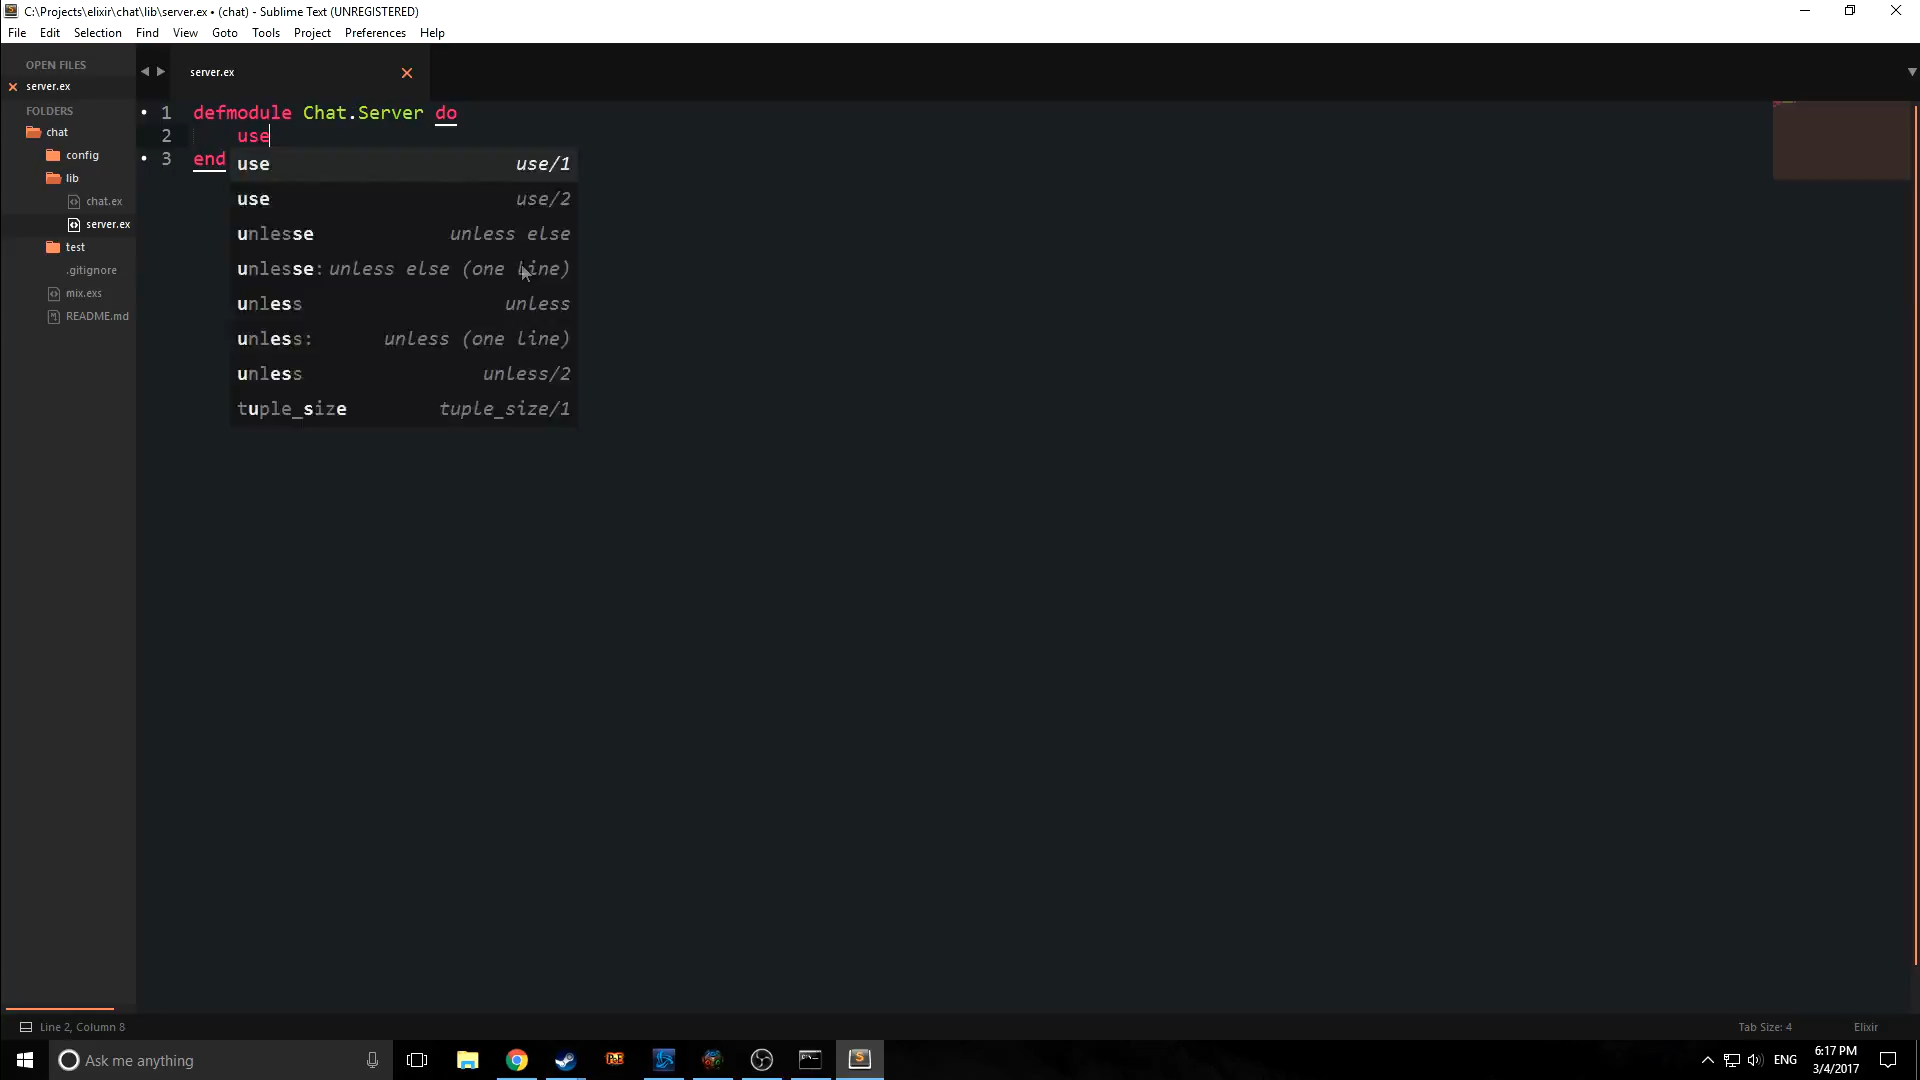 C:\Projects\elixir\chat\lib\server.ex • (chat) - Sublime Text (UNREGISTERED)
File Edit Selection Find View Goto Tools Project Preferences Help
OPEN FILES
server.ex
FOLDERS
chat
config
lib
chat.ex
server.ex
test
.gitignore
mix.exs
README.md
server.ex
1 defmodule Chat.Server do
2 use
3 end
use use/1
use use/2
unlesse unless else
unlesse: unless else (one line)
unless unless
unless: unless (one line)
unless unless/2
tuple_size tuple_size/1
Line 2, Column 8
Tab Size: 4
Elixir
Ask me anything
PoE
S
ENG
6:17 PM
3/4/2017